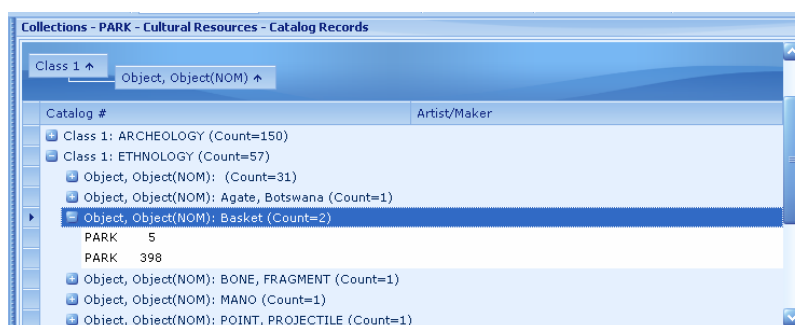 Collections - PARK - Cultural Resources - Catalog Records
Class 1
Object, Object(NOM)
Catalog # Artist/Maker
Class 1: ARCHEOLOGY (Count=150)
Class 1: ETHNOLOGY (Count=57)
Object, Object(NOM): (Count=31)
Object, Object(NOM): Agate, Botswana (Count=1)
Object, Object(NOM): Basket (Count=2)
PARK 5
PARK 398
Object, Object(NOM): BONE, FRAGMENT (Count=1)
Object, Object(NOM): MANO (Count=1)
Object, Object(NOM): POINT, PROJECTILE (Count=1)